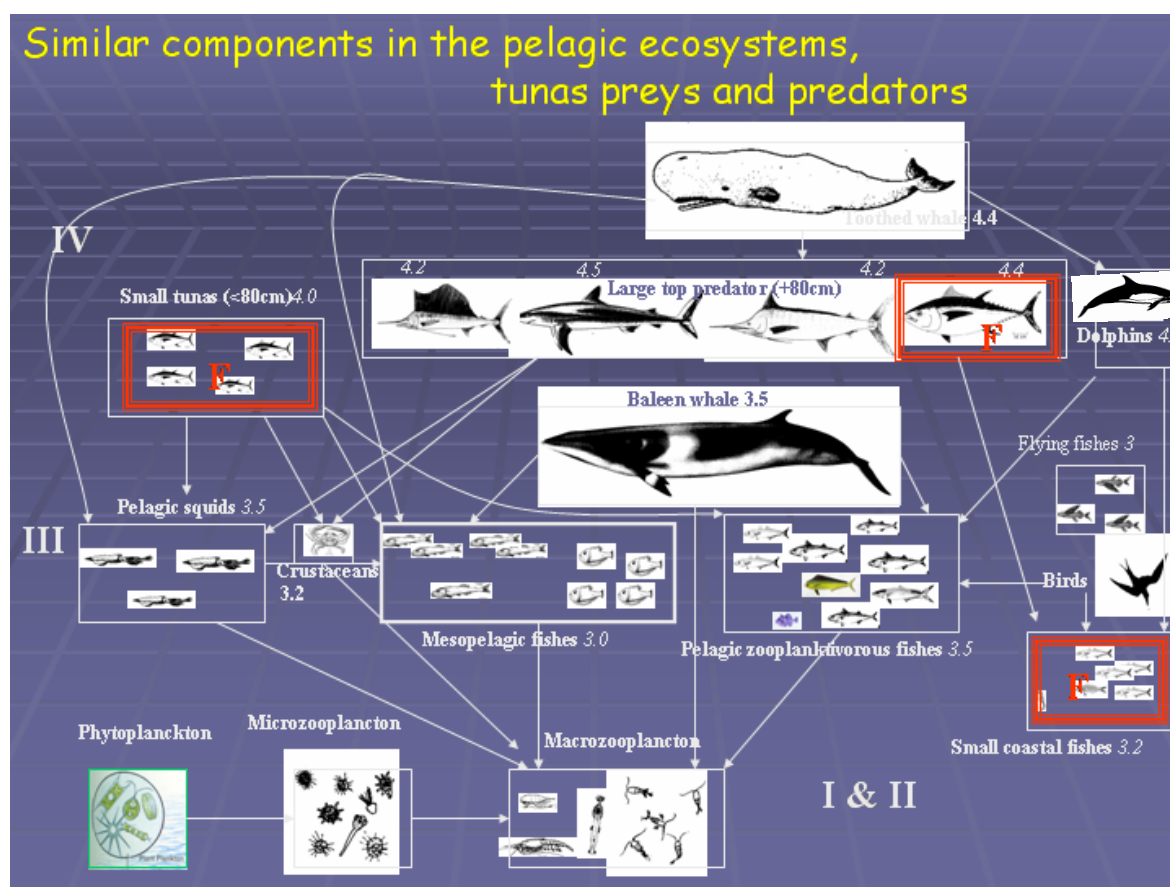 Similar components in the pelagic ecosystems,
tunas preys and predators
Toothed whale 4.4
IV
4.2
4.5
4.2
4.4
Small tunas (<80cm)4.0
Large top predator (+80cm)
F
F
Dolphins
Baleen whale 3.5
Flying fishes 3
Pelagic squids 3.5
III
Crustaceans
3.2
Birds
Mesopelagic fishes 3.0
Pelagic zooplanktivorous fishes 3.5
F
Small coastal fishes 3.2
Phytoplanckton
Microzooplancton
Macrozooplancton
I & II
Plant Plankton